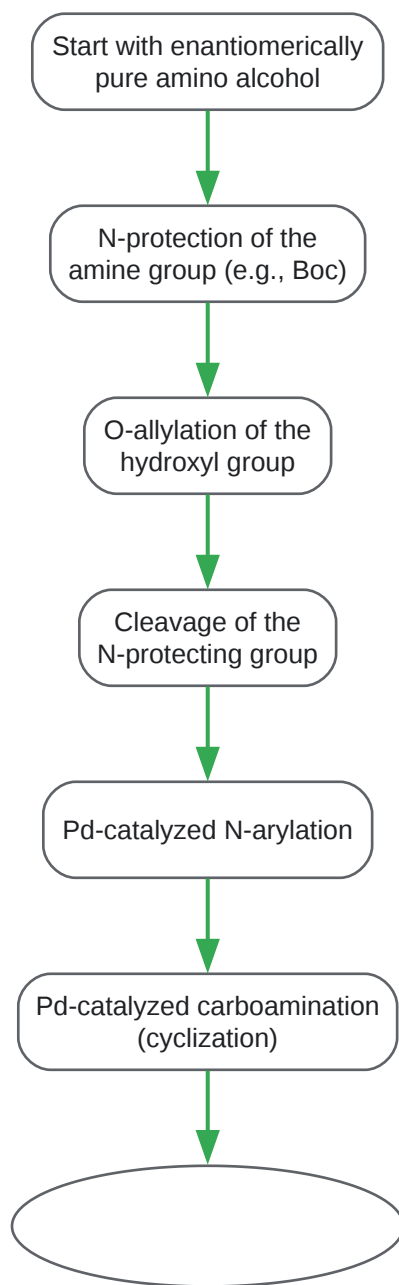 Start with enantiomerically
pure amino alcohol
N-protection of the
amine group (e.g., Boc)
O-allylation of the
hydroxyl group
Cleavage of the
N-protecting group
Pd-catalyzed N-arylation
Pd-catalyzed carboamination
(cyclization)